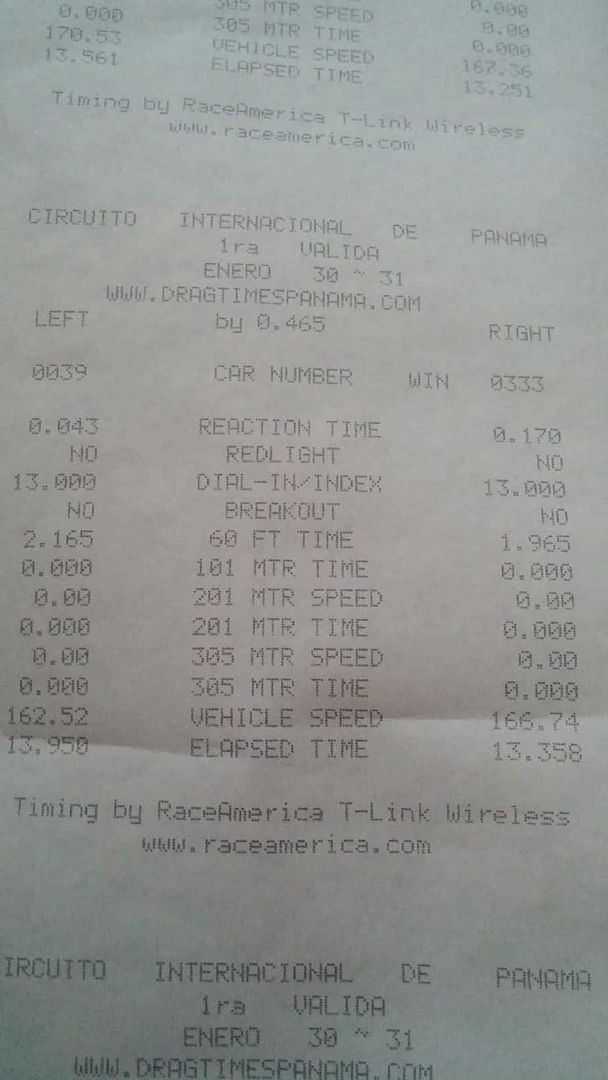 305 MTR SPEED 0.000
0.000 305 MTR TIME 0.00
170.53 VEHICLE SPEED 0.000
13.561 ELAPSED TIME 167.36
13.251
Timing by RaceAmerica T-Link Wireless
www.raceamerica.com
CIRCUITO INTERNACIONAL DE PANAMA
1ra VALIDA
ENERO 30 ~ 31
WWW.DRAGTIMESPANAMA.COM
LEFT by 0.465 RIGHT
0039 CAR NUMBER WIN 0333
0.043 REACTION TIME 0.170
NO REDLIGHT NO
13.000 DIAL-IN/INDEX 13.000
NO BREAKOUT NO
2.165 60 FT TIME 1.965
0.000 101 MTR TIME 0.000
0.00 201 MTR SPEED 0.00
0.000 201 MTR TIME 0.000
0.00 305 MTR SPEED 0.00
0.000 305 MTR TIME 0.000
162.52 VEHICLE SPEED 166.74
13.950 ELAPSED TIME 13.358
Timing by RaceAmerica T-Link Wireless
www.raceamerica.com
IRCUITO INTERNACIONAL DE PANAMA
1ra VALIDA
ENERO 30 ~ 31
WWW.DRAGTIMESPANAMA.COM